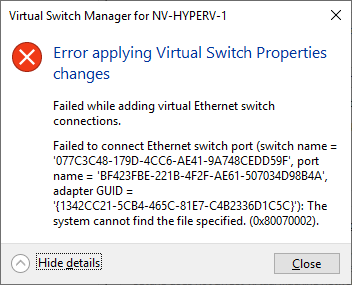 Virtual Switch Manager for NV-HYPERV-1
Error applying Virtual Switch Properties
changes
Failed while adding virtual Ethernet switch
connections.
Failed to connect Ethernet switch port (switch name =
'077C3C48-179D-4CC6-AE41-9A748CEDD59F', port
name = 'BF423FBE-221B-4F2F-AE61-507034D98B4A',
adapter GUID =
'{1342CC21-5CB4-465C-81E7-C4B2336D1C5C}'): The
system cannot find the file specified. (0x80070002).
Hide details
Close